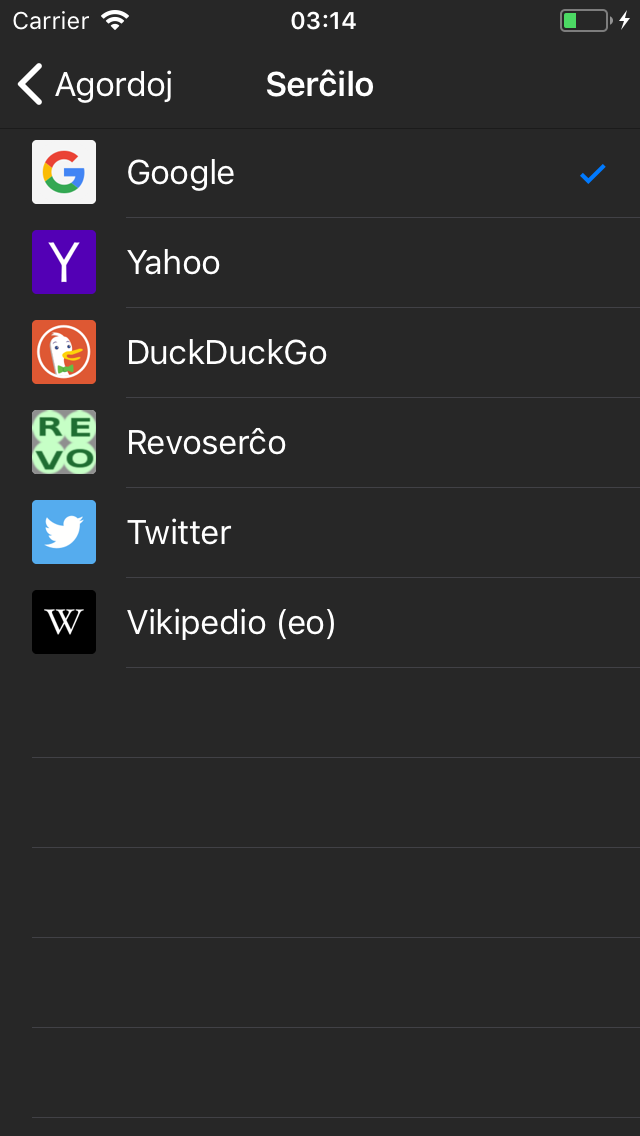 Carrier 03:14
Agordoj Serĉilo
G Google
Y Yahoo
DuckDuckGo
RE
VO Revoserĉo
Twitter
W Vikipedio (eo)